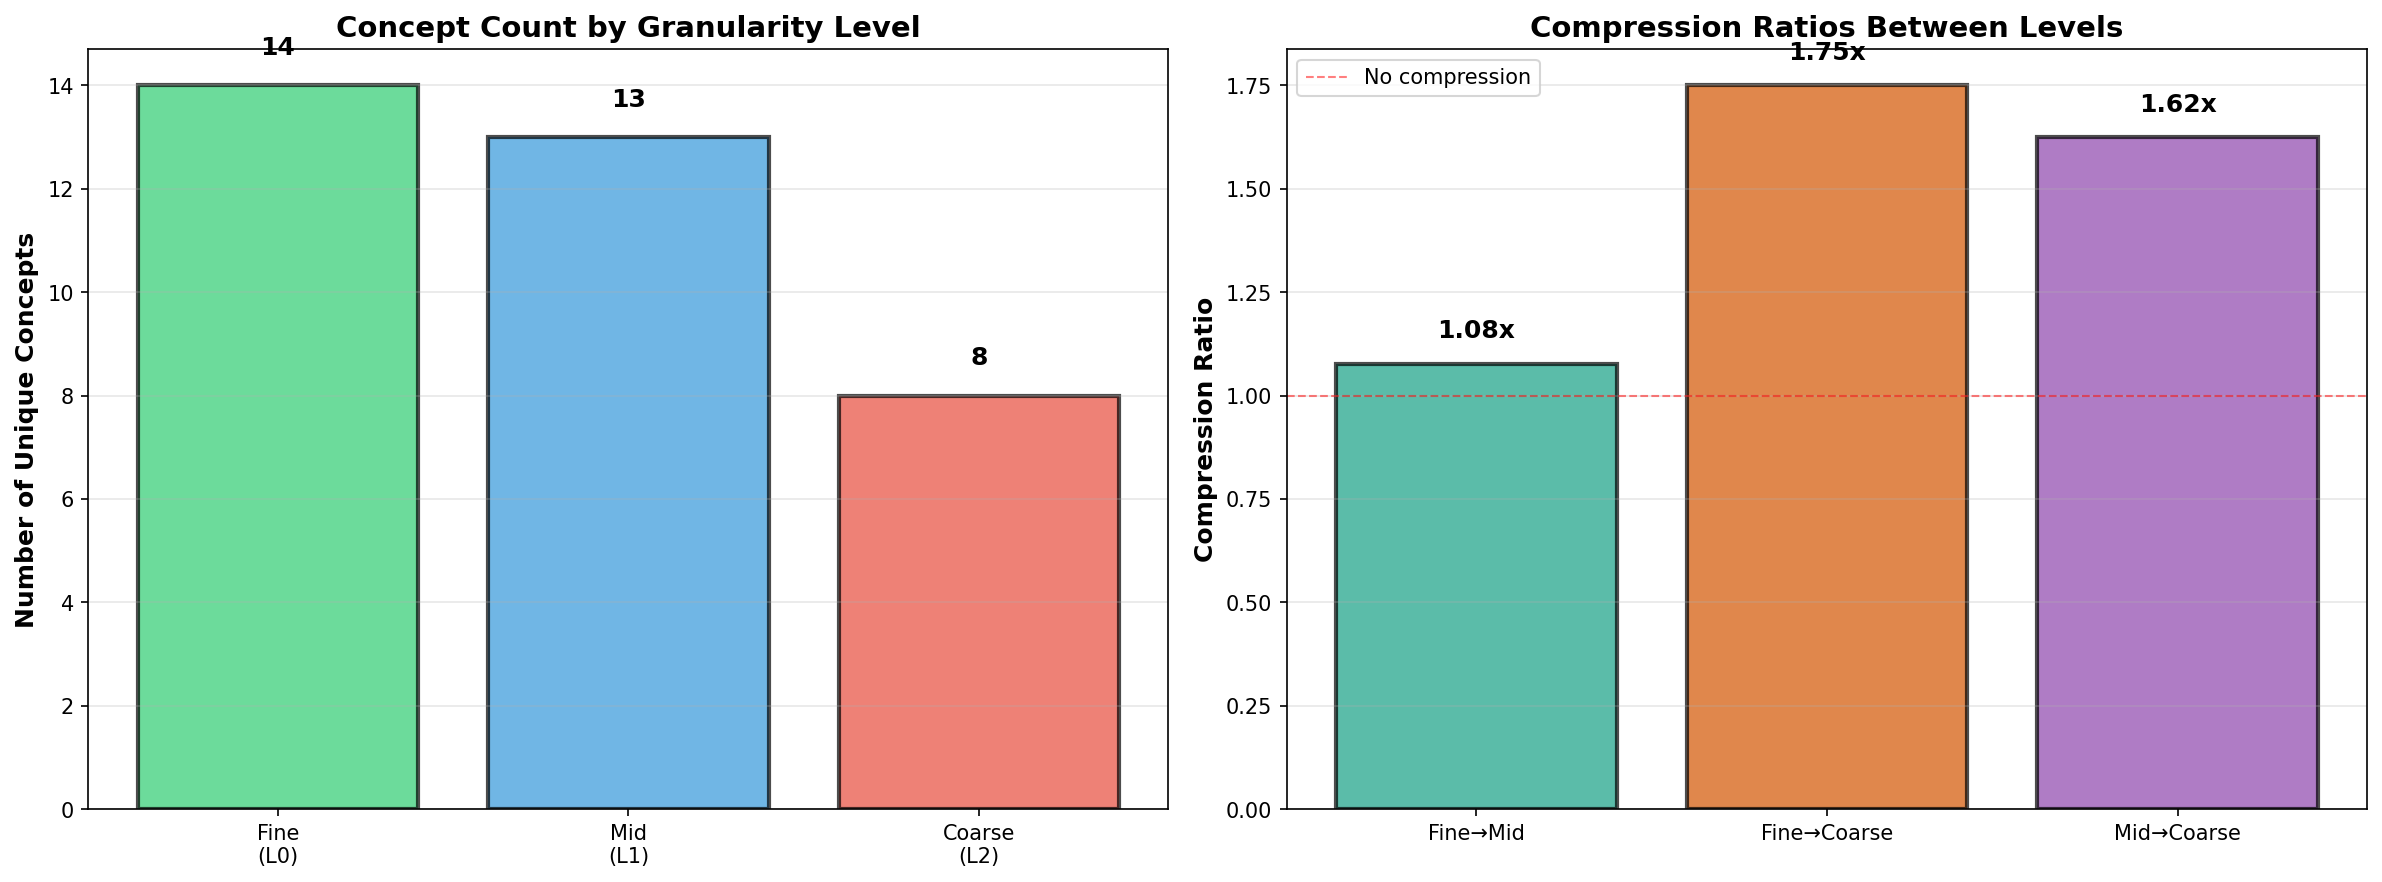 Concept Count by Granularity Level
Number of Unique Concepts
14
12
10
8
6
4
2
0
14
13
8
Fine
(L0)
Mid
(L1)
Coarse
(L2)
Compression Ratios Between Levels
Compression Ratio
1.75
1.50
1.25
1.00
0.75
0.50
0.25
0.00
No compression
1.08x
1.75x
1.62x
Fine→Mid
Fine→Coarse
Mid→Coarse